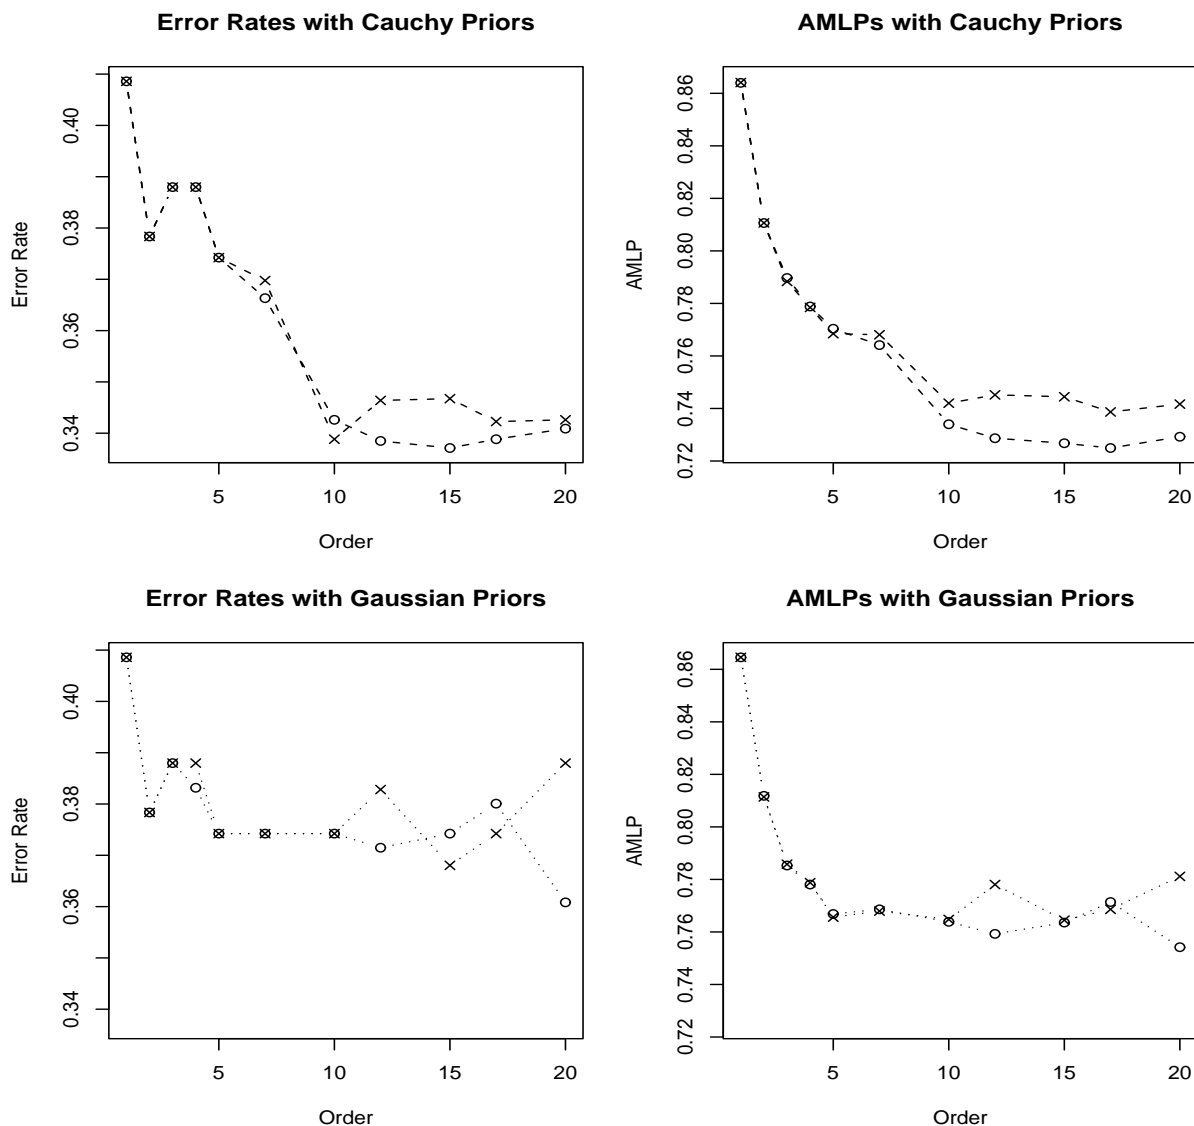 Error Rates with Cauchy Priors
Error Rate
0.40
0.38
0.36
0.34
5 10 15 20
Order
AMLPs with Cauchy Priors
AMLP
0.86
0.84
0.82
0.80
0.78
0.76
0.74
0.72
5 10 15 20
Order
Error Rates with Gaussian Priors
Error Rate
0.40
0.38
0.36
0.34
5 10 15 20
Order
AMLPs with Gaussian Priors
AMLP
0.86
0.84
0.82
0.80
0.78
0.76
0.74
0.72
5 10 15 20
Order